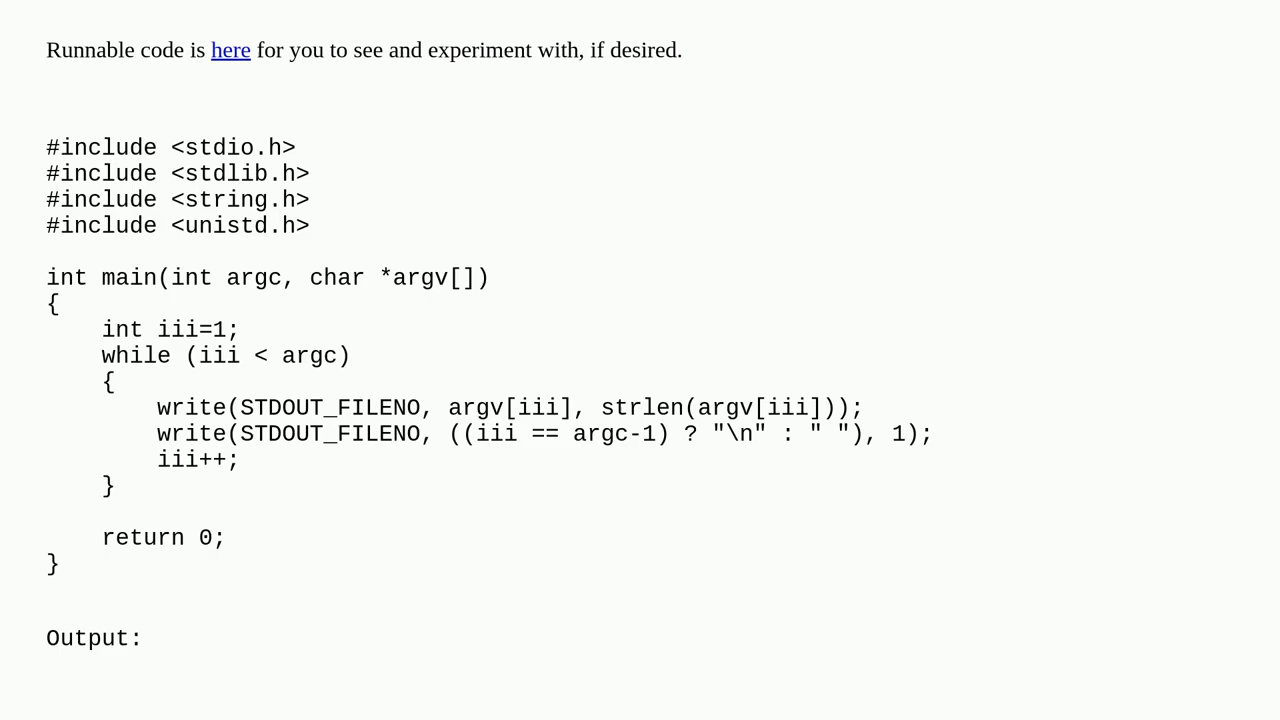 Runnable code is here for you to see and experiment with, if desired.
#include <stdio.h>
#include <stdlib.h>
#include <string.h>
#include <unistd.h>
int main(int argc, char *argv[])
{
    int iii=1;
    while (iii < argc)
    {
        write(STDOUT_FILENO, argv[iii], strlen(argv[iii]));
        write(STDOUT_FILENO, ((iii == argc-1) ? "\n" : " "), 1);
        iii++;
    }
    return 0;
}
Output: